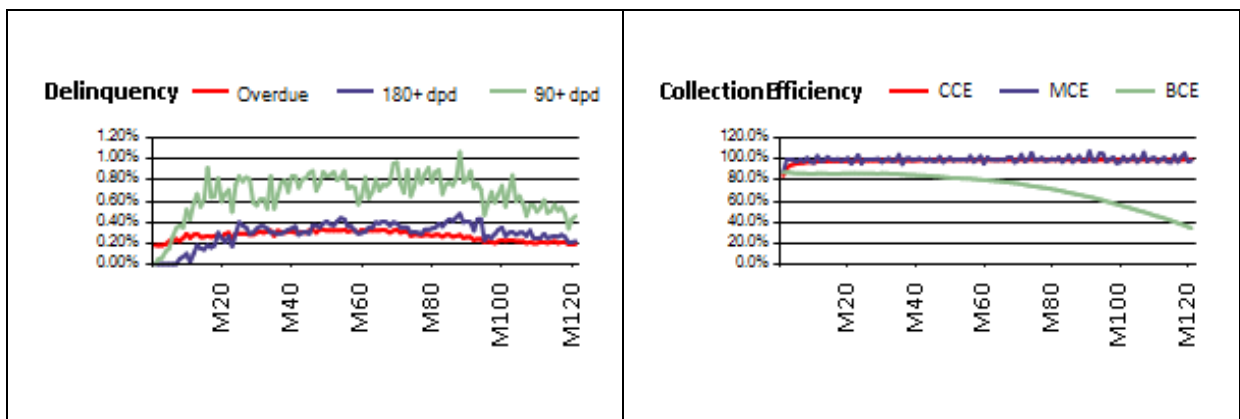 Delinquency Overdue 180+ dpd 90+ dpd
1.20%
1.00%
0.80%
0.60%
0.40%
0.20%
0.00%
M20
M40
M60
M80
M100
M120
Collection Efficiency CCE MCE BCE
120.0%
100.0%
80.0%
60.0%
40.0%
20.0%
0.0%
M20
M40
M60
M80
M100
M120